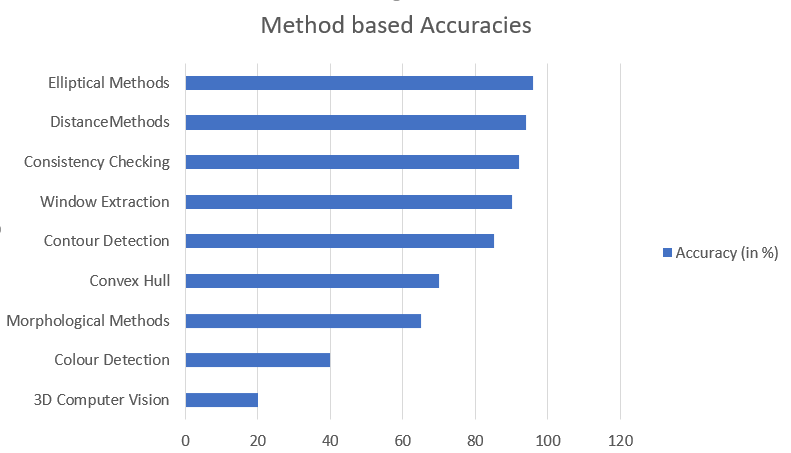 Method based Accuracies
Elliptical Methods
DistanceMethods
Consistency Checking
Window Extraction
Contour Detection
Convex Hull
Morphological Methods
Colour Detection
3D Computer Vision
Accuracy (in %)
0 20 40 60 80 100 120